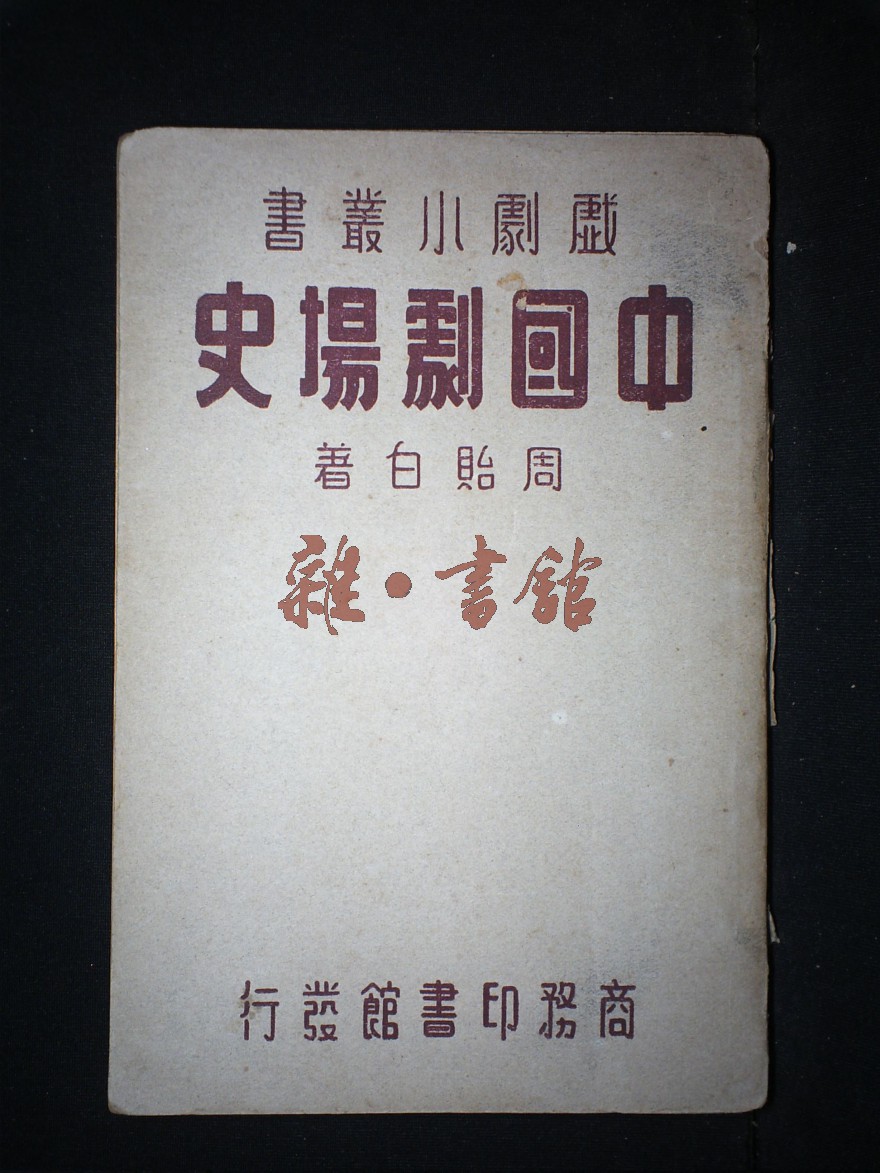 戲劇小叢書
中國劇場史
周貽白著
雜·書館
商務印書館發行